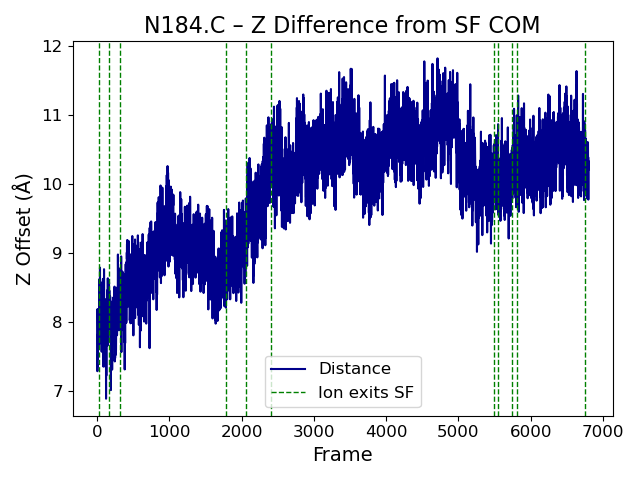 N184.C – Z Difference from SF COM
12
11
10
9
8
7
Z Offset (Å)
Distance
Ion exits SF
0 1000 2000 3000 4000 5000 6000 7000
Frame